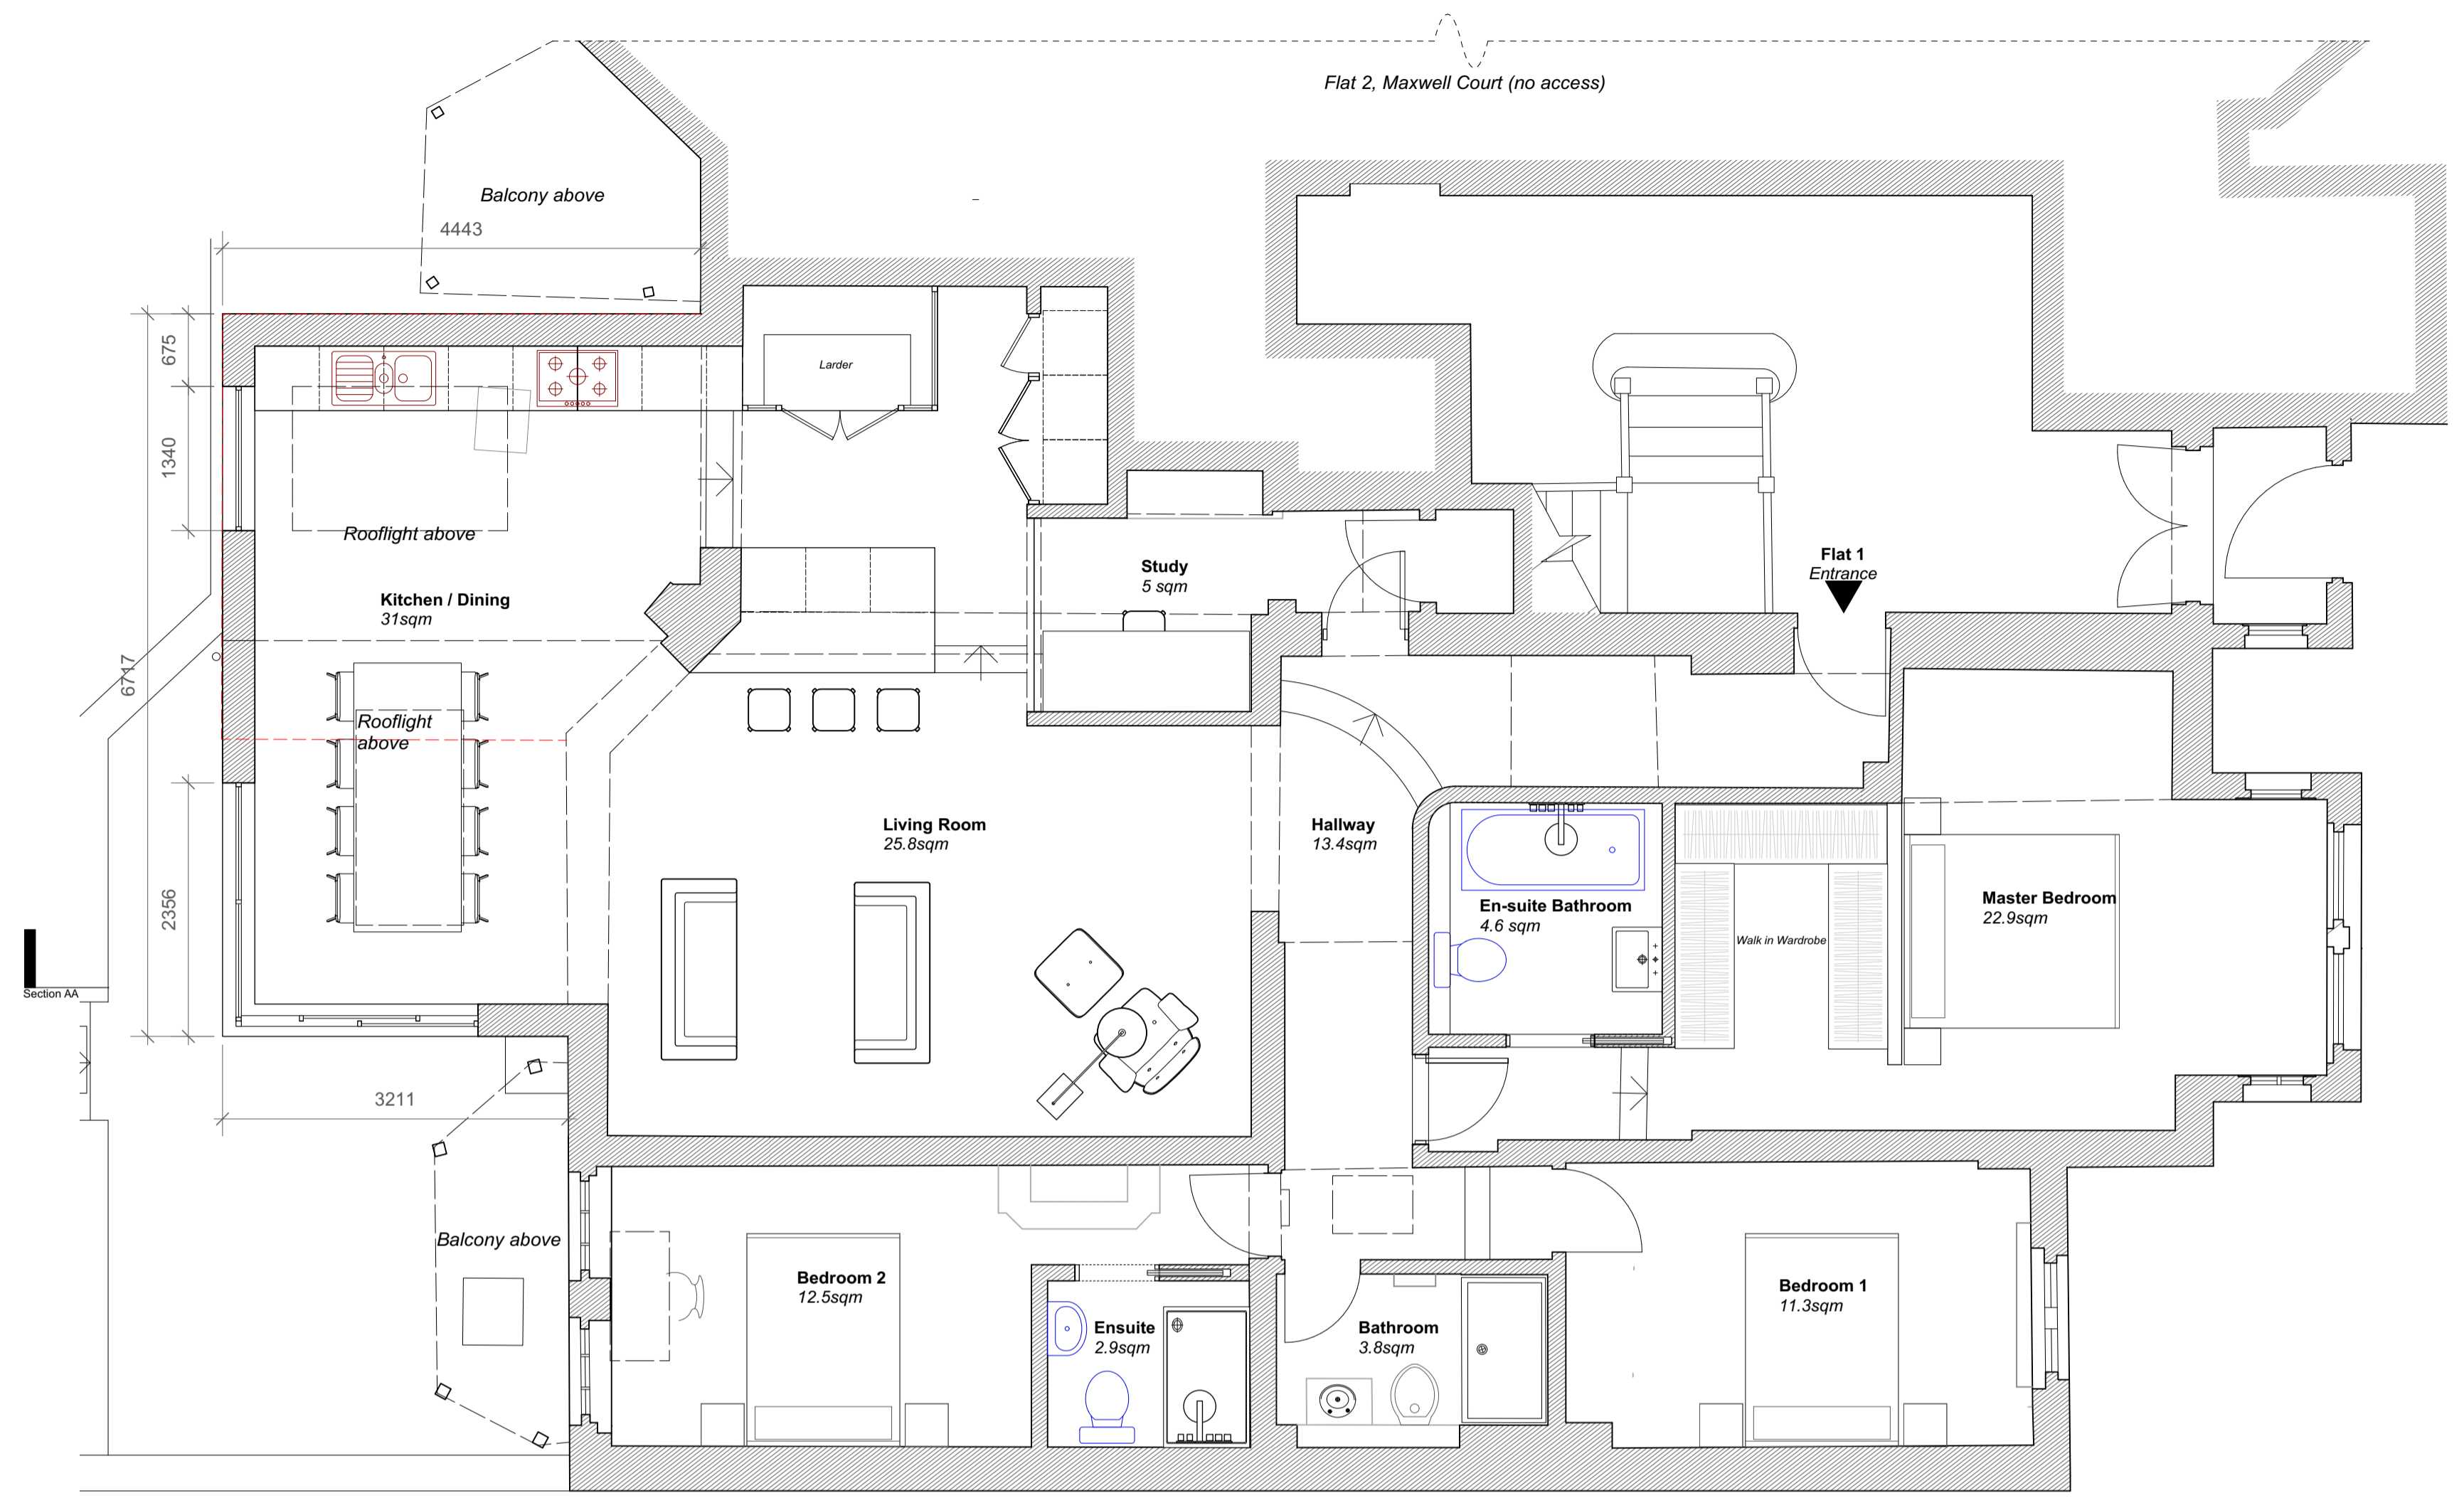 Flat 2, Maxwell Court (no access)
Balcony above
4443
675
1340
6717
2356
3211
Larder
Rooflight above
Kitchen / Dining
31sqm
Rooflight
above
Study
5 sqm
Flat 1
Entrance
Living Room
25.8sqm
Hallway
13.4sqm
En-suite Bathroom
4.6 sqm
Walk in Wardrobe
Master Bedroom
22.9sqm
Section AA
Balcony above
Bedroom 2
12.5sqm
Ensuite
2.9sqm
Bathroom
3.8sqm
Bedroom 1
11.3sqm